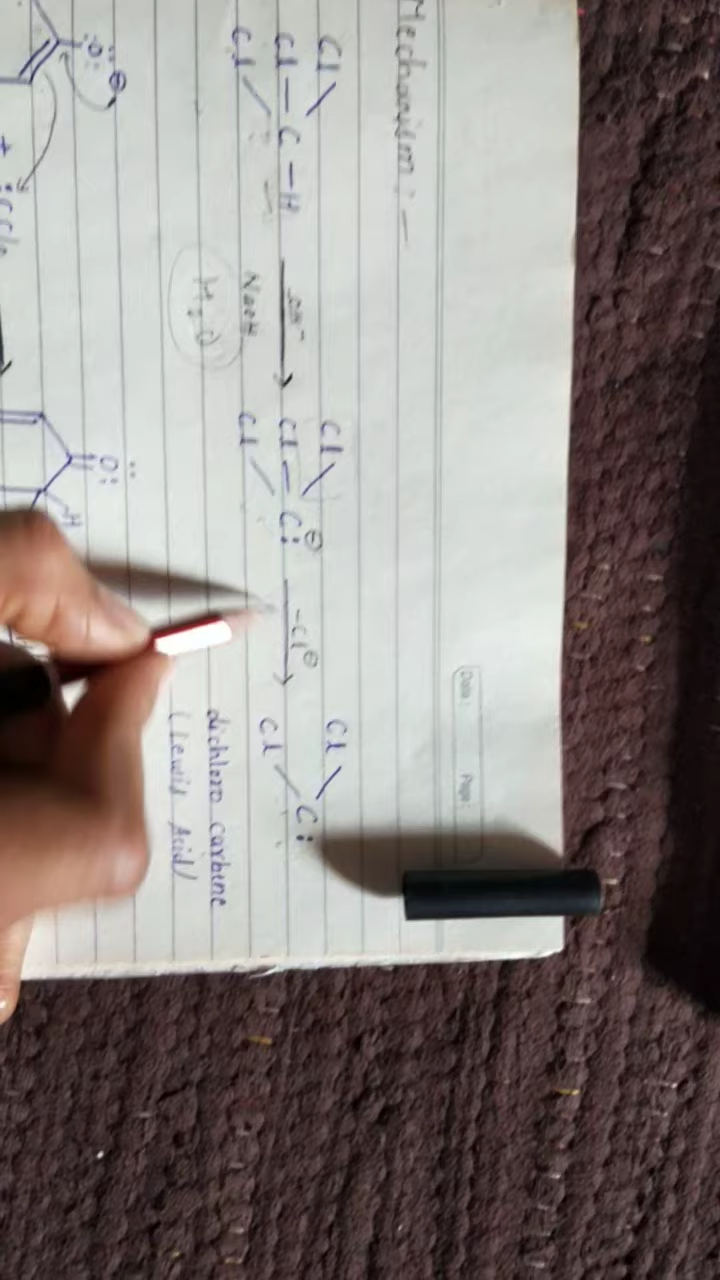 Date : Page :
Mechanism :-
Cl Cl Cl
Cl - C - H OH⁻ Cl - C: ⊖ -Cl⊖ C:
Cl NaOH Cl Cl
H₂O dichloro carbene
(Lewis Acid)
:Ö: ⊖ :O:
H
+ :CCl₂